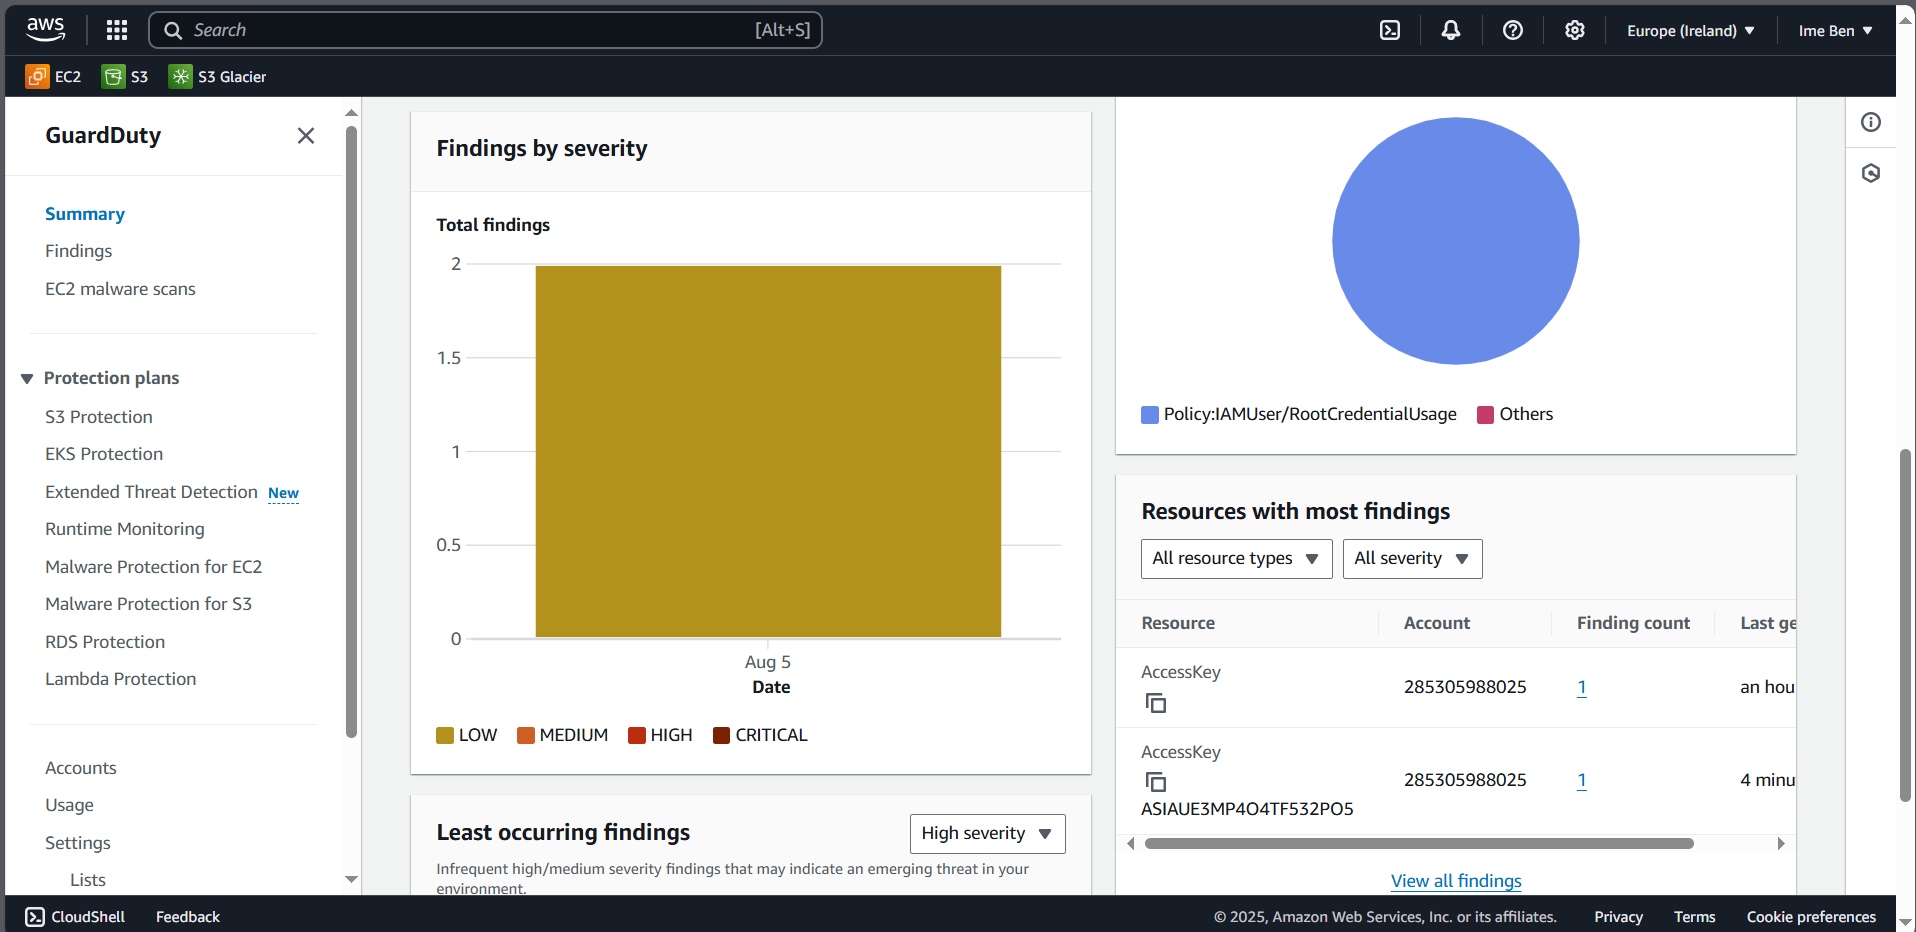 aws
Search
[Alt+S]
Europe (Ireland)
Ime Ben
EC2
S3
S3 Glacier
GuardDuty
Summary
Findings
EC2 malware scans
Protection plans
S3 Protection
EKS Protection
Extended Threat Detection New
Runtime Monitoring
Malware Protection for EC2
Malware Protection for S3
RDS Protection
Lambda Protection
Accounts
Usage
Settings
Lists
Findings by severity
Total findings
2
1.5
1
0.5
0
Aug 5
Date
LOW MEDIUM HIGH CRITICAL
Least occurring findings
High severity
Infrequent high/medium severity findings that may indicate an emerging threat in your
environment.
Policy:IAMUser/RootCredentialUsage Others
Resources with most findings
All resource types All severity
Resource Account Finding count Last ge
AccessKey
285305988025 1 an hou
AccessKey
285305988025 1 4 minu
ASIAUE3MP4O4TF532PO5
View all findings
CloudShell Feedback
© 2025, Amazon Web Services, Inc. or its affiliates. Privacy Terms Cookie preferences